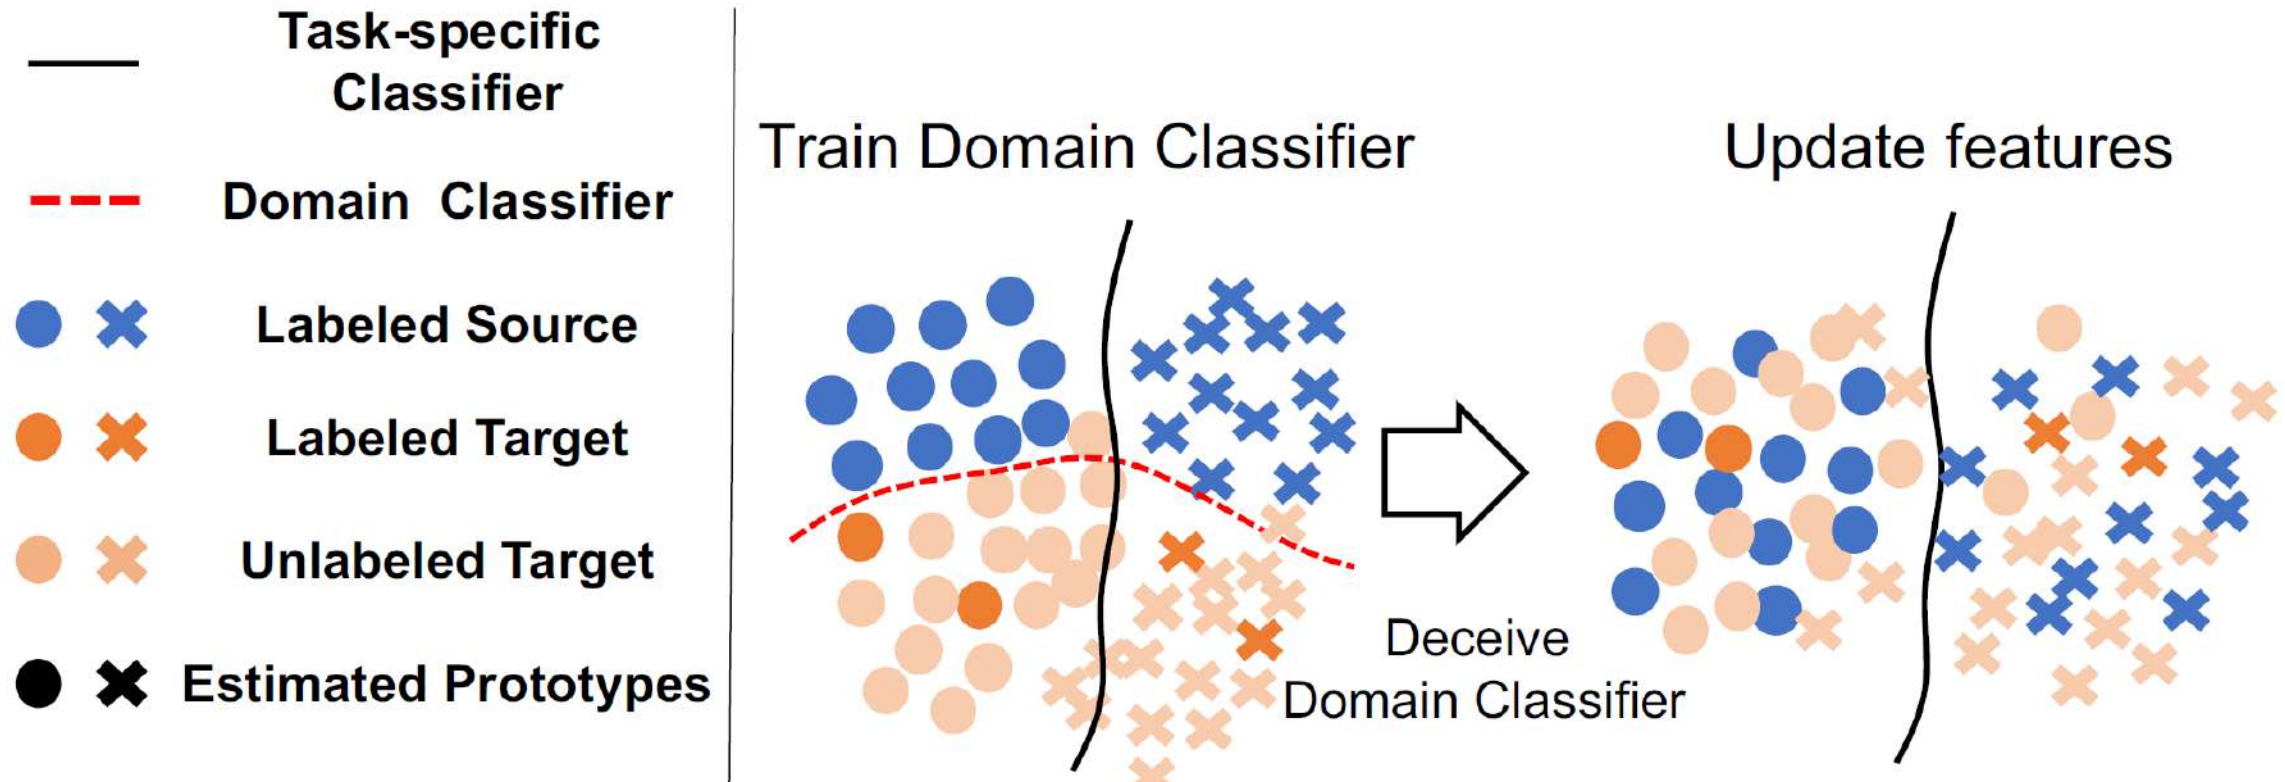 Task-specific
Classifier
Domain Classifier
Labeled Source
Labeled Target
Unlabeled Target
Estimated Prototypes
Train Domain Classifier
Update features
Deceive
Domain Classifier